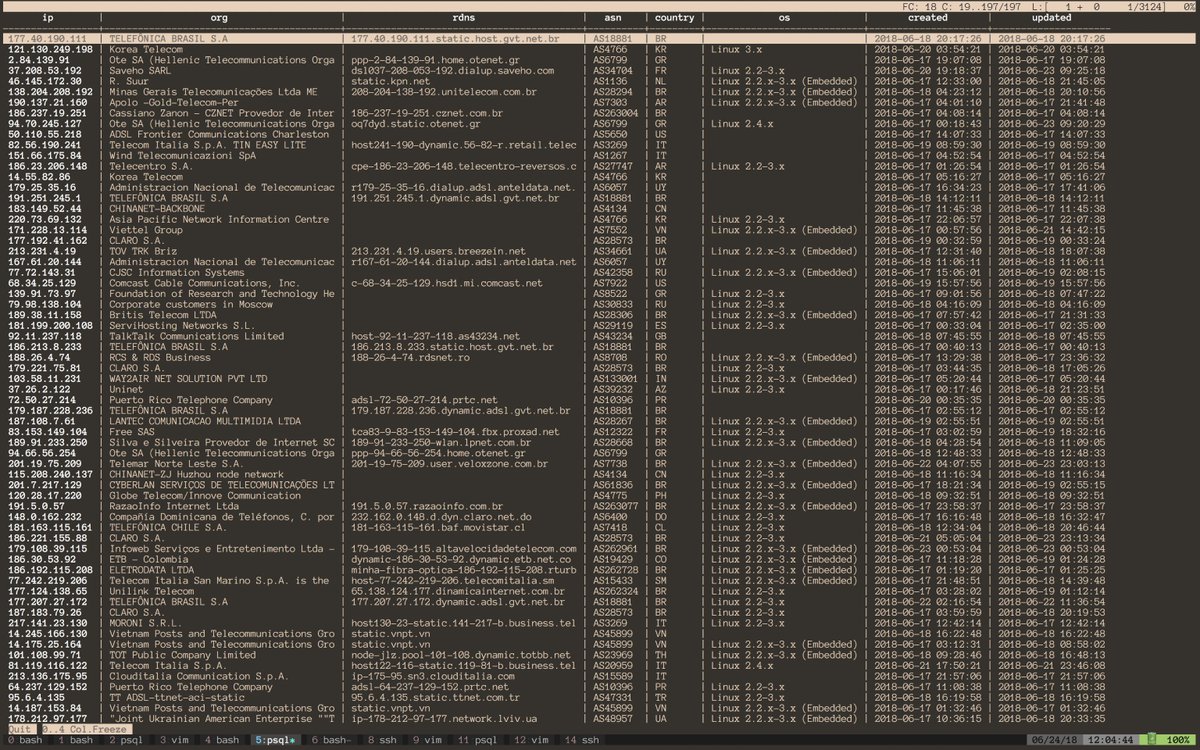 FC: 18 C: 19..197/197 L:[ 1 + 0 1/3124] 0%
ip | org | rdns | asn | country | os | created | updated
177.40.190.111 | TELEFÔNICA BRASIL S.A | 177.40.190.111.static.host.gvt.net.br | AS18881 | BR | | 2018-06-18 20:17:26 | 2018-06-18 20:17:26
121.130.249.198 | Korea Telecom | | AS4766 | KR | Linux 3.x | 2018-06-20 03:54:21 | 2018-06-20 03:54:21
2.84.139.91 | Ote SA (Hellenic Telecommunications Orga | ppp-2-84-139-91.home.otenet.gr | AS6799 | GR | | 2018-06-17 19:07:08 | 2018-06-17 19:07:08
37.208.53.192 | Saveho SARL | dsl037-208-053-192.dialup.saveho.com | AS34704 | FR | Linux 2.2-3.x | 2018-06-20 19:18:37 | 2018-06-23 09:25:18
46.145.172.30 | R. Suur | static.kpn.net | AS1136 | NL | Linux 2.2.x-3.x (Embedded) | 2018-06-17 12:33:00 | 2018-06-18 21:45:05
138.204.208.192 | Minas Gerais Telecomunicações Ltda ME | 208-204-138-192.unitelecom.com.br | AS28294 | BR | Linux 2.2.x-3.x (Embedded) | 2018-06-18 04:23:12 | 2018-06-18 20:10:56
190.137.21.160 | Apolo -Gold-Telecom-Per | | AS7303 | AR | Linux 2.2.x-3.x (Embedded) | 2018-06-17 04:01:10 | 2018-06-17 21:41:48
186.237.19.251 | Cassiano Zanon - CZNET Provedor de Inter | 186-237-19-251.cznet.com.br | AS263004 | BR | | 2018-06-17 04:08:14 | 2018-06-17 04:08:14
94.70.245.127 | Ote SA (Hellenic Telecommunications Orga | oq7dyd.static.otenet.gr | AS6799 | GR | Linux 2.4.x | 2018-06-17 00:18:43 | 2018-06-23 09:20:29
50.110.55.218 | ADSL Frontier Communications Charleston | | AS5650 | US | | 2018-06-17 14:07:33 | 2018-06-17 14:07:33
82.56.190.241 | Telecom Italia S.p.A. TIN EASY LITE | host241-190-dynamic.56-82-r.retail.telec | AS3269 | IT | | 2018-06-19 08:59:30 | 2018-06-19 08:59:30
151.66.175.84 | Wind Telecomunicazioni SpA | | AS1267 | IT | | 2018-06-17 04:52:54 | 2018-06-17 04:52:54
186.23.206.148 | Telecentro S.A. | cpe-186-23-206-148.telecentro-reversos.c | AS27747 | AR | Linux 2.2-3.x | 2018-06-17 01:26:54 | 2018-06-17 01:26:54
14.55.82.86 | Korea Telecom | | AS4766 | KR | | 2018-06-17 05:16:27 | 2018-06-17 05:16:27
179.25.35.16 | Administracion Nacional de Telecomunicac | r179-25-35-16.dialup.adsl.anteldata.net. | AS6057 | UY | | 2018-06-17 16:34:23 | 2018-06-17 17:41:06
191.251.245.1 | TELEFÔNICA BRASIL S.A | 191.251.245.1.dynamic.adsl.gvt.net.br | AS18881 | BR | | 2018-06-18 14:12:11 | 2018-06-18 14:12:11
183.149.52.44 | CHINANET-BACKBONE | | AS4134 | CN | | 2018-06-17 11:45:38 | 2018-06-17 11:45:38
220.73.69.132 | Asia Pacific Network Information Centre | | AS4766 | KR | Linux 2.2-3.x | 2018-06-17 22:06:57 | 2018-06-17 22:07:38
171.228.13.114 | Viettel Group | | AS7552 | VN | Linux 2.2.x-3.x (Embedded) | 2018-06-17 00:57:56 | 2018-06-21 14:42:15
177.192.41.162 | CLARO S.A. | | AS28573 | BR | | 2018-06-19 00:32:59 | 2018-06-19 00:33:24
213.231.4.19 | TOV TRK Briz | 213.231.4.19.users.breezein.net | AS34661 | UA | Linux 2.2.x-3.x (Embedded) | 2018-06-17 12:31:40 | 2018-06-18 18:07:38
167.61.20.144 | Administracion Nacional de Telecomunicac | r167-61-20-144.dialup.adsl.anteldata.net | AS6057 | UY | | 2018-06-18 11:06:11 | 2018-06-18 11:06:11
77.72.143.31 | CJSC Information Systems | | AS42358 | RU | Linux 2.2.x-3.x (Embedded) | 2018-06-17 15:06:01 | 2018-06-19 02:08:15
68.34.25.129 | Comcast Cable Communications, Inc. | c-68-34-25-129.hsd1.mi.comcast.net | AS7922 | US | | 2018-06-19 15:57:56 | 2018-06-19 15:57:56
139.91.73.97 | Foundation of Research and Technology He | | AS8522 | GR | Linux 2.2-3.x | 2018-06-17 09:01:56 | 2018-06-18 07:47:22
79.98.138.104 | Corporate customers in Moscow | | AS30833 | RU | Linux 2.2-3.x | 2018-06-18 04:16:09 | 2018-06-18 04:16:09
189.38.11.158 | Britis Telecom LTDA | | AS28306 | BR | Linux 2.2.x-3.x (Embedded) | 2018-06-17 07:57:42 | 2018-06-17 21:31:33
181.199.200.108 | ServiHosting Networks S.L. | | AS29119 | ES | Linux 2.2-3.x | 2018-06-17 00:33:04 | 2018-06-17 02:35:00
92.11.237.118 | TalkTalk Communications Limited | host-92-11-237-118.as43234.net | AS43234 | GB | | 2018-06-18 07:45:55 | 2018-06-18 07:45:55
186.213.8.233 | TELEFÔNICA BRASIL S.A | 186.213.8.233.static.host.gvt.net.br | AS18881 | BR | | 2018-06-17 00:40:13 | 2018-06-17 00:40:13
188.26.4.74 | RCS & RDS Business | 188-26-4-74.rdsnet.ro | AS8708 | RO | Linux 2.2.x-3.x (Embedded) | 2018-06-17 13:29:38 | 2018-06-17 23:36:32
179.221.75.81 | CLARO S.A. | | AS28573 | BR | Linux 2.2-3.x | 2018-06-17 03:44:35 | 2018-06-18 17:05:26
103.58.11.231 | WAY2AIR NET SOLUTION PVT LTD | | AS133001 | IN | Linux 2.2.x-3.x (Embedded) | 2018-06-17 05:20:44 | 2018-06-17 05:20:44
37.26.2.122 | Uninet | | AS39232 | AZ | Linux 2.2-3.x | 2018-06-17 00:17:46 | 2018-06-18 21:23:51
72.50.27.214 | Puerto Rico Telephone Company | adsl-72-50-27-214.prtc.net | AS10396 | PR | | 2018-06-20 00:35:35 | 2018-06-20 00:35:35
179.187.228.236 | TELEFÔNICA BRASIL S.A | 179.187.228.236.dynamic.adsl.gvt.net.br | AS18881 | BR | | 2018-06-17 02:55:12 | 2018-06-17 02:55:12
187.108.7.61 | LANTEC COMUNICACAO MULTIMIDIA LTDA | | AS28267 | BR | Linux 2.2.x-3.x (Embedded) | 2018-06-19 02:55:51 | 2018-06-19 02:55:51
83.153.149.104 | Free SAS | tca83-9-83-153-149-104.fbx.proxad.net | AS12322 | FR | Linux 2.2-3.x | 2018-06-17 03:02:59 | 2018-06-19 18:32:16
189.91.233.250 | Silva e Silveira Provedor de Internet SC | 189-91-233-250-wlan.lpnet.com.br | AS28668 | BR | Linux 2.2.x-3.x (Embedded) | 2018-06-18 04:28:54 | 2018-06-18 11:09:05
94.66.56.254 | Ote SA (Hellenic Telecommunications Orga | ppp-94-66-56-254.home.otenet.gr | AS6799 | GR | | 2018-06-18 12:48:33 | 2018-06-18 12:48:33
201.19.75.209 | Telemar Norte Leste S.A. | 201-19-75-209.user.veloxzone.com.br | AS7738 | BR | Linux 2.2.x-3.x (Embedded) | 2018-06-22 04:07:55 | 2018-06-23 23:03:13
115.208.240.137 | CHINANET-ZJ Huzhou node network | | AS4134 | CN | Linux 2.2-3.x | 2018-06-18 11:16:34 | 2018-06-18 11:16:34
201.7.217.129 | CYBERLAN SERVIÇOS DE TELECOMUNICAÇÕES LT | | AS61836 | BR | Linux 2.2.x-3.x (Embedded) | 2018-06-17 18:21:34 | 2018-06-19 02:55:15
120.28.17.220 | Globe Telecom/Innove Communication | | AS4775 | PH | Linux 2.2-3.x | 2018-06-18 09:32:51 | 2018-06-18 09:32:51
191.5.0.57 | RazaoInfo Internet Ltda | 191.5.0.57.razaoinfo.com.br | AS263077 | BR | Linux 2.2.x-3.x (Embedded) | 2018-06-17 23:58:37 | 2018-06-17 23:58:37
148.0.162.232 | Compañía Dominicana de Teléfonos, C. por | 232.162.0.148.d.dyn.claro.net.do | AS6400 | DO | Linux 2.2-3.x | 2018-06-17 16:16:48 | 2018-06-18 16:32:47
181.163.115.161 | TELEFÓNICA CHILE S.A. | 181-163-115-161.baf.movistar.cl | AS7418 | CL | Linux 2.2-3.x | 2018-06-18 12:34:04 | 2018-06-18 20:46:44
186.221.155.88 | CLARO S.A. | | AS28573 | BR | Linux 2.2-3.x | 2018-06-21 05:05:04 | 2018-06-23 23:13:34
179.108.39.115 | Infoweb Serviços e Entretenimento Ltda - | 179-108-39-115.altavelocidadetelecom.com | AS262961 | BR | Linux 2.2.x-3.x (Embedded) | 2018-06-23 00:53:04 | 2018-06-23 00:53:04
186.30.53.92 | ETB - Colombia | dynamic-186-30-53-92.dynamic.etb.net.co | AS19429 | CO | Linux 2.2.x-3.x (Embedded) | 2018-06-17 11:18:28 | 2018-06-19 01:24:28
186.192.115.208 | ELETRODATA LTDA | minha-fibra-optica-186-192-115-208.rturb | AS262728 | BR | Linux 2.2.x-3.x (Embedded) | 2018-06-17 01:19:28 | 2018-06-17 01:25:25
77.242.219.206 | Telecom Italia San Marino S.p.A. is the | host-77-242-219-206.telecomitalia.sm | AS15433 | SM | Linux 2.2.x-3.x (Embedded) | 2018-06-17 21:48:51 | 2018-06-18 14:39:48
177.124.138.65 | Unilink Telecom | 65.138.124.177.dinamicainternet.com.br | AS262324 | BR | Linux 2.2.x-3.x (Embedded) | 2018-06-17 03:28:02 | 2018-06-19 01:12:14
177.207.27.172 | TELEFÔNICA BRASIL S.A | 177.207.27.172.dynamic.adsl.gvt.net.br | AS18881 | BR | Linux 2.2.x-3.x (Embedded) | 2018-06-22 02:16:54 | 2018-06-22 11:36:54
187.183.79.26 | CLARO S.A. | | AS28573 | BR | Linux 2.2-3.x | 2018-06-17 03:59:59 | 2018-06-18 20:19:53
217.141.23.130 | MORONI S.R.L. | host130-23-static.141-217-b.business.tel | AS3269 | IT | Linux 2.2.x-3.x (Embedded) | 2018-06-17 12:42:14 | 2018-06-17 12:42:14
14.245.166.130 | Vietnam Posts and Telecommunications Gro | static.vnpt.vn | AS45899 | VN | | 2018-06-18 16:22:48 | 2018-06-18 16:22:48
14.175.25.164 | Vietnam Posts and Telecommunications Gro | static.vnpt.vn | AS45899 | VN | Linux 2.2.x-3.x (Embedded) | 2018-06-17 03:12:31 | 2018-06-18 08:58:02
101.108.99.71 | TOT Public Company Limited | node-jlz.pool-101-108.dynamic.totbb.net | AS23969 | TH | Linux 2.2.x-3.x (Embedded) | 2018-06-18 09:28:46 | 2018-06-18 16:48:13
81.119.116.122 | Telecom Italia S.p.A. | host122-116-static.119-81-b.business.tel | AS20959 | IT | Linux 2.4.x | 2018-06-21 17:50:21 | 2018-06-21 23:46:08
213.136.175.95 | Clouditalia Communication S.p.A. | ip-175-95.sn3.clouditalia.com | AS15589 | IT | | 2018-06-17 21:57:06 | 2018-06-17 21:57:06
64.237.129.152 | Puerto Rico Telephone Company | adsl-64-237-129-152.prtc.net | AS10396 | PR | Linux 2.2-3.x | 2018-06-17 11:08:38 | 2018-06-17 11:08:38
95.6.4.135 | TT ADSL-ttnet-aci-static | 95.6.4.135.static.ttnet.com.tr | AS47331 | TR | Linux 2.2-3.x | 2018-06-18 16:19:58 | 2018-06-18 16:19:58
14.187.153.84 | Vietnam Posts and Telecommunications Gro | static.vnpt.vn | AS45899 | VN | Linux 2.2.x-3.x (Embedded) | 2018-06-17 01:32:46 | 2018-06-17 01:32:46
178.212.97.177 | "Joint Ukrainian American Enterprise ""T | ip-178-212-97-177.network.lviv.ua | AS48957 | UA | Linux 2.2.x-3.x (Embedded) | 2018-06-17 10:36:15 | 2018-06-18 20:33:35
Quit 0..4 Col.Freeze
0 bash 1 bash 2 psql 3 vim 4 bash 5:psql* 6 bash- 8 ssh 9 vim 11 psql 12 vim 14 ssh 06/24/18 12:04:44 100%